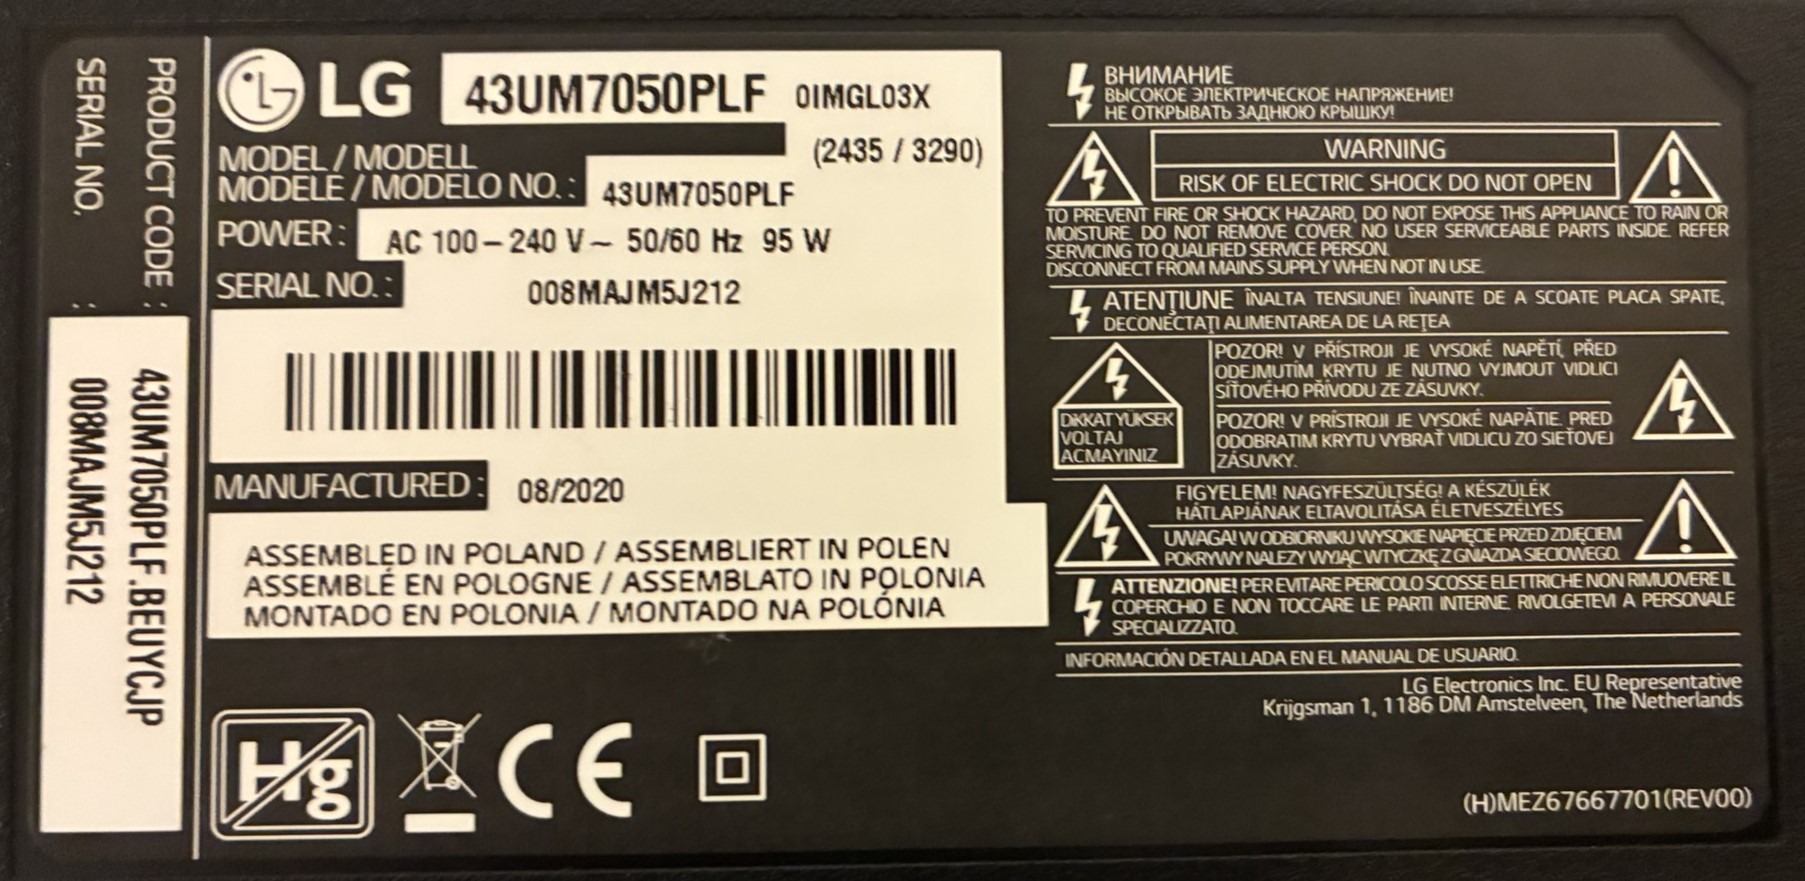 PRODUCT CODE : 43UM7050PLF.BEUYCJP
SERIAL NO. : 008MAJM5J212
LG 43UM7050PLF 0IMGL03X
(2435 / 3290)
MODEL / MODELL
MODELE / MODELO NO. : 43UM7050PLF
POWER : AC 100 – 240 V ~ 50/60 Hz 95 W
SERIAL NO. : 008MAJM5J212
MANUFACTURED : 08/2020
ASSEMBLED IN POLAND / ASSEMBLIERT IN POLEN
ASSEMBLÉ EN POLOGNE / ASSEMBLATO IN POLONIA
MONTADO EN POLONIA / MONTADO NA POLÓNIA
Hg
CE
ВНИМАНИЕ
ВЫСОКОЕ ЭЛЕКТРИЧЕСКОЕ НАПРЯЖЕНИЕ!
НЕ ОТКРЫВАТЬ ЗАДНЮЮ КРЫШКУ!
WARNING
RISK OF ELECTRIC SHOCK DO NOT OPEN
TO PREVENT FIRE OR SHOCK HAZARD, DO NOT EXPOSE THIS APPLIANCE TO RAIN OR
MOISTURE. DO NOT REMOVE COVER. NO USER SERVICEABLE PARTS INSIDE. REFER
SERVICING TO QUALIFIED SERVICE PERSON.
DISCONNECT FROM MAINS SUPPLY WHEN NOT IN USE.
ATENŢIUNE ÎNALTA TENSIUNE! ÎNAINTE DE A SCOATE PLACA SPATE,
DECONECTAŢI ALIMENTAREA DE LA REŢEA
DIKKAT YÜKSEK
VOLTAJ
ACMAYINIZ
POZOR! V PŘÍSTROJI JE VYSOKÉ NAPĚTÍ, PŘED
ODEJMUTÍM KRYTU JE NUTNO VYJMOUT VIDLICI
SÍŤOVÉHO PŘÍVODU ZE ZÁSUVKY.
POZOR! V PRÍSTROJI JE VYSOKÉ NAPÄTIE. PRED
ODOBRATIM KRYTU VYBRAŤ VIDLICU ZO SIEŤOVEJ
ZÁSUVKY.
FIGYELEM! NAGYFESZÜLTSÉG! A KÉSZÜLÉK
HÁTLAPJÁNAK ELTAVOLITÁSA ÉLETVESZÉLYES
UWAGA! W ODBIORNIKU WYSOKIE NAPIĘCIE PRZED ZDJĘCIEM
POKRYWY NALEZY WYJĄC WTYCZKĘ Z GNIAZDA SIECIOWEGO.
ATTENZIONE! PER EVITARE PERICOLO SCOSSE ELETTRICHE NON RIMUOVERE IL
COPERCHIO E NON TOCCARE LE PARTI INTERNE. RIVOLGETEVI A PERSONALE
SPECIALIZZATO.
INFORMACIÓN DETALLADA EN EL MANUAL DE USUARIO.
LG Electronics Inc. EU Representative
Krijgsman 1, 1186 DM Amstelveen, The Netherlands
(H)MEZ67667701(REV00)